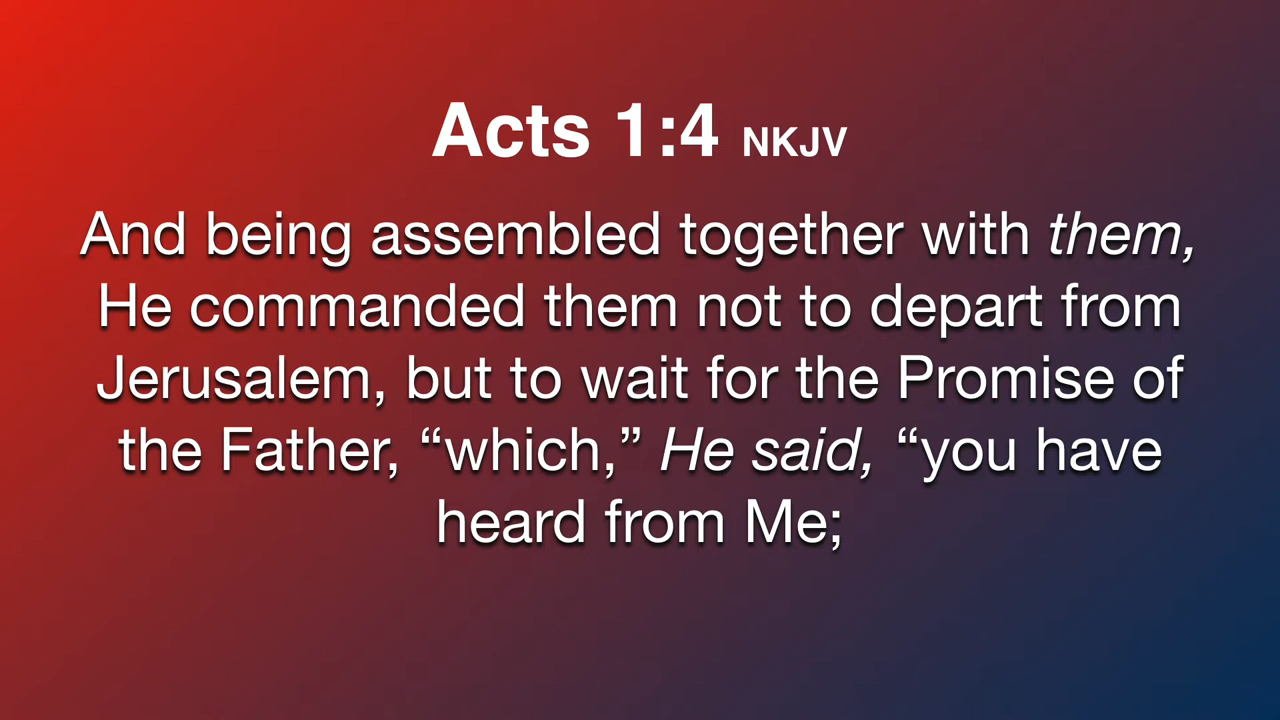 Acts 1:4 NKJV
And being assembled together with them,
He commanded them not to depart from
Jerusalem, but to wait for the Promise of
the Father, “which,” He said, “you have
heard from Me;